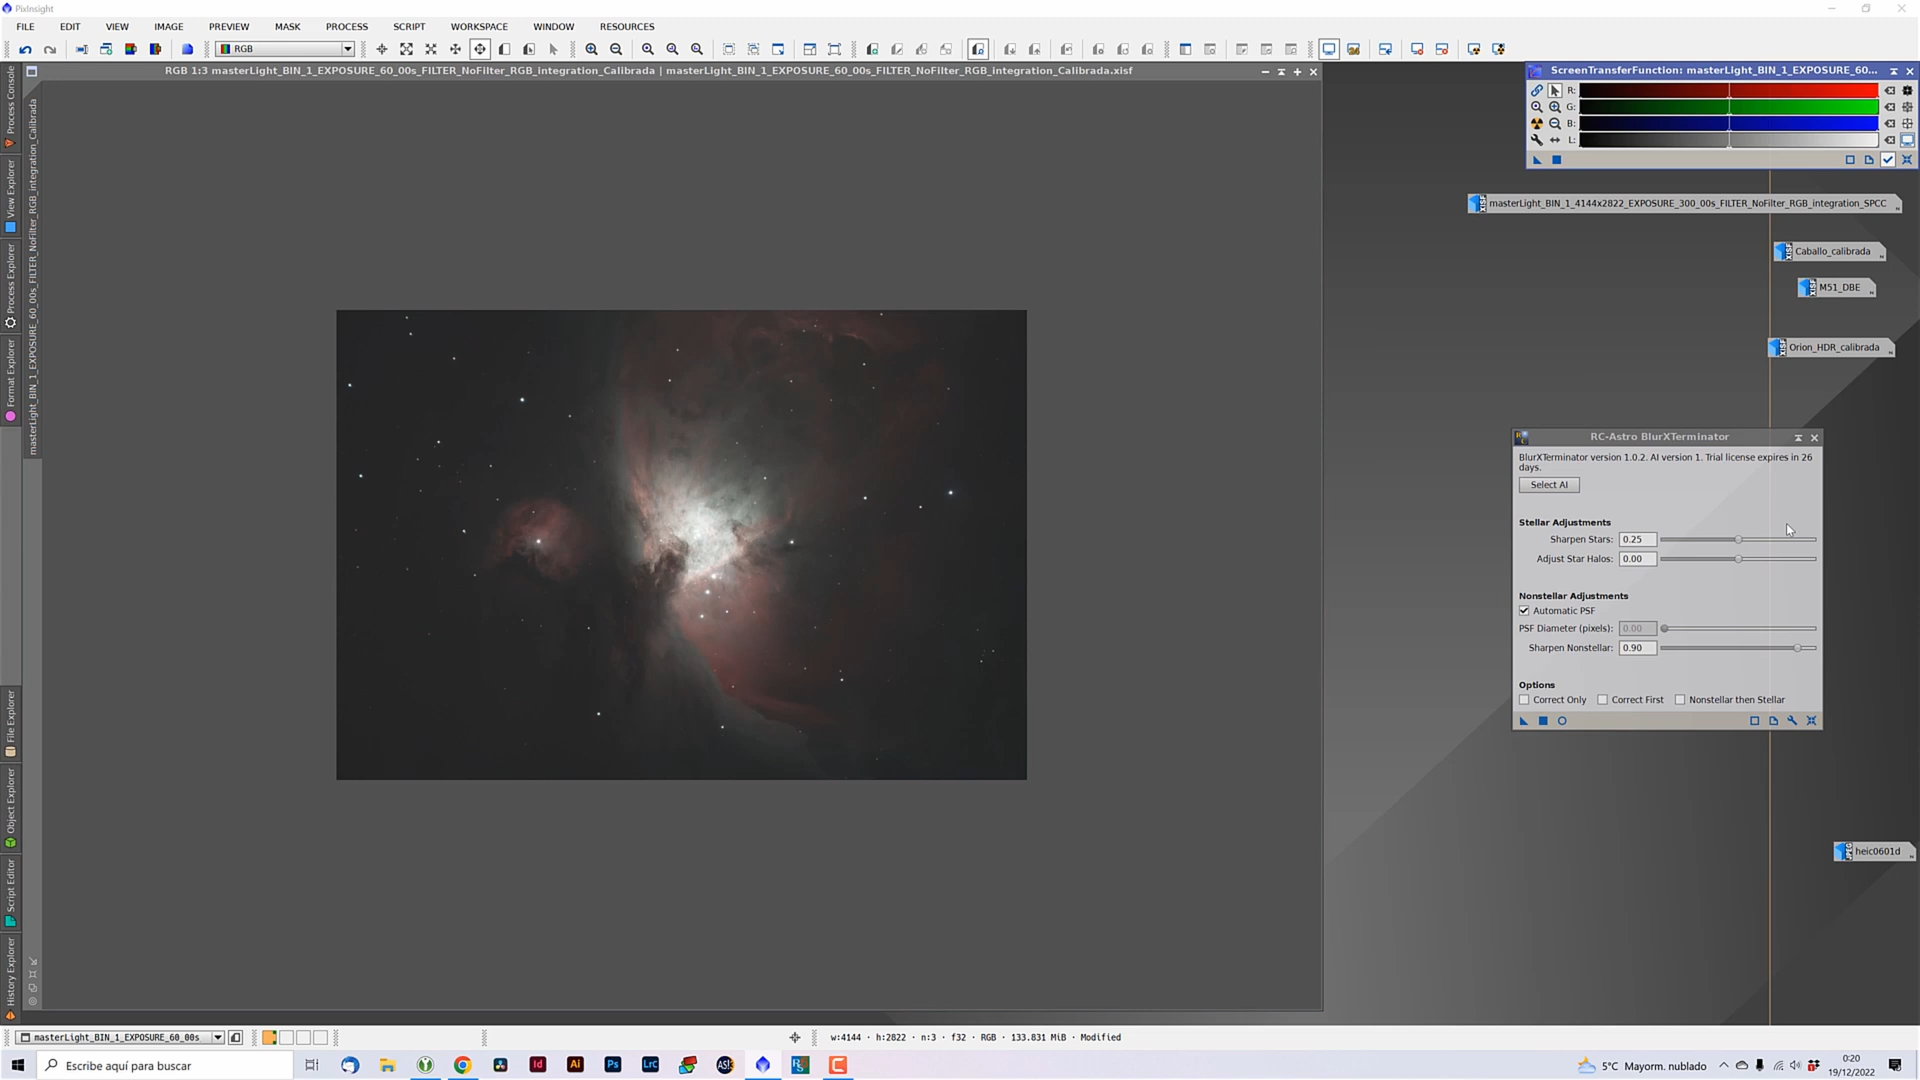 PixInsight
FILE EDIT VIEW IMAGE PREVIEW MASK PROCESS SCRIPT WORKSPACE WINDOW RESOURCES
RGB
RGB 1:3 masterLight_BIN_1_EXPOSURE_60_00s_FILTER_NoFilter_RGB_integration_Calibrada | masterLight_BIN_1_EXPOSURE_60_00s_FILTER_NoFilter_RGB_integration_Calibrada.xisf
Process Console
View Explorer
Process Explorer
Format Explorer
File Explorer
Object Explorer
Script Editor
History Explorer
masterLight_BIN_1_EXPOSURE_60_00s_FILTER_NoFilter_RGB_integration_Calibrada
ScreenTransferFunction: masterLight_BIN_1_EXPOSURE_60...
R:
G:
B:
L:
masterLight_BIN_1_4144x2822_EXPOSURE_300_00s_FILTER_NoFilter_RGB_integration_SPCC
Caballo_calibrada
M51_DBE
Orion_HDR_calibrada
RC-Astro BlurXTerminator
BlurXTerminator version 1.0.2. AI version 1. Trial license expires in 26
days.
Select AI
Stellar Adjustments
Sharpen Stars: 0.25
Adjust Star Halos: 0.00
Nonstellar Adjustments
Automatic PSF
PSF Diameter (pixels): 0.00
Sharpen Nonstellar: 0.90
Options
Correct Only Correct First Nonstellar then Stellar
heic0601d
masterLight_BIN_1_EXPOSURE_60_00s
w:4144 · h:2822 · n:3 · f32 · RGB · 133.831 MiB · Modified
Escribe aquí para buscar
5°C Mayorm. nublado
0:20
19/12/2022